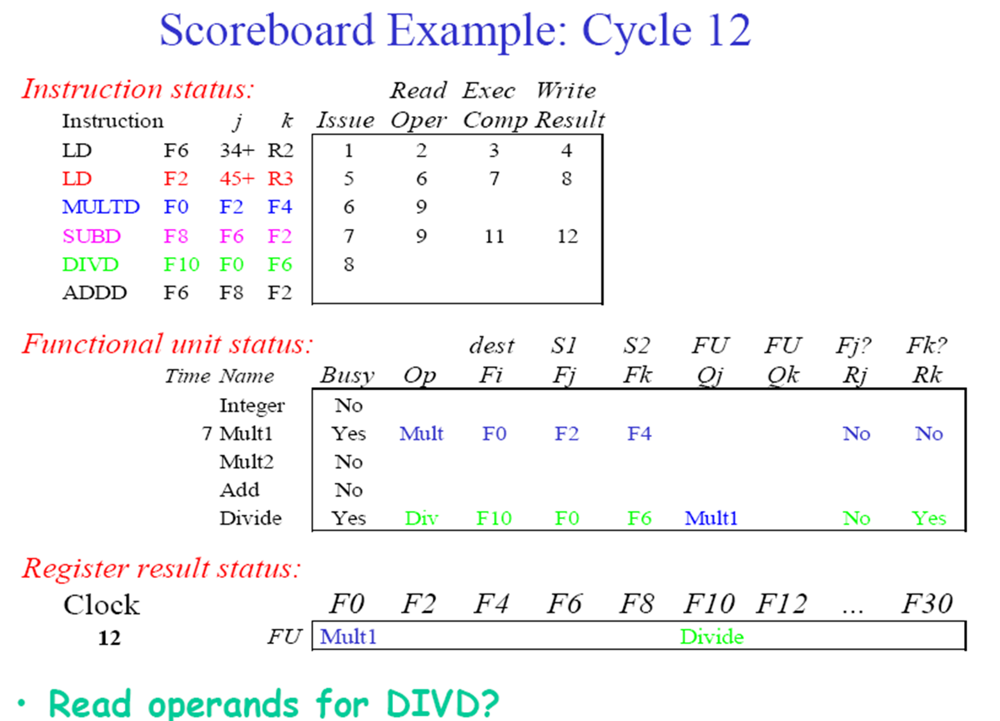 Scoreboard Example: Cycle 12
Instruction status: Read Exec Write
Instruction j k Issue Oper Comp Result
LD F6 34+ R2 1 2 3 4
LD F2 45+ R3 5 6 7 8
MULTD F0 F2 F4 6 9
SUBD F8 F6 F2 7 9 11 12
DIVD F10 F0 F6 8
ADDD F6 F8 F2
Functional unit status: dest S1 S2 FU FU Fj? Fk?
Time Name Busy Op Fi Fj Fk Qj Qk Rj Rk
Integer No
7 Mult1 Yes Mult F0 F2 F4 No No
Mult2 No
Add No
Divide Yes Div F10 F0 F6 Mult1 No Yes
Register result status:
Clock F0 F2 F4 F6 F8 F10 F12 ... F30
12 FU Mult1 Divide
• Read operands for DIVD?